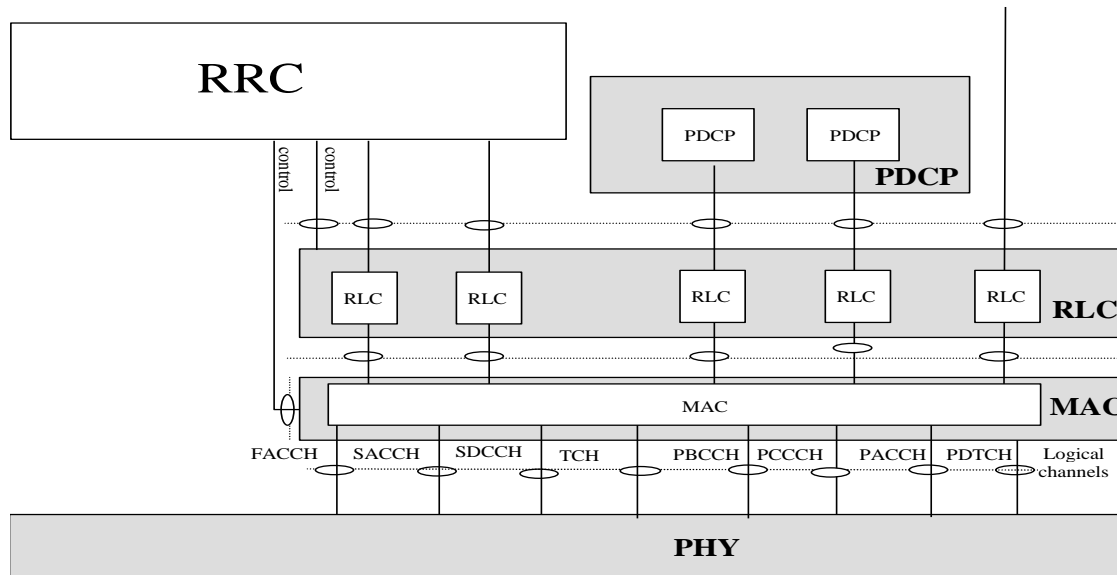 RRC
control
control
PDCP
PDCP
PDCP
RLC
RLC
RLC
RLC
RLC
RLC
MAC
MAC
FACCH
SACCH
SDCCH
TCH
PBCCH
PCCCH
PACCH
PDTCH
Logical
channels
PHY